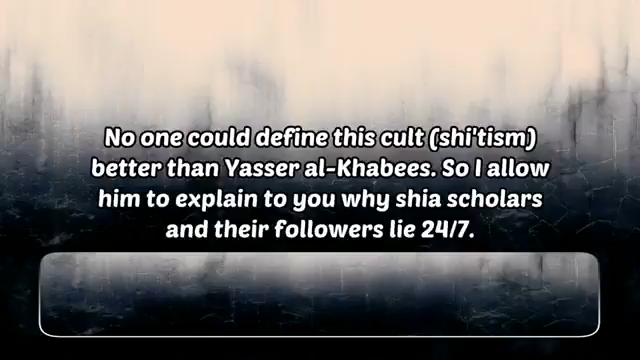 No one could define this cult (shi'tism)
better than Yasser al-Khabees. So I allow
him to explain to you why shia scholars
and their followers lie 24/7.